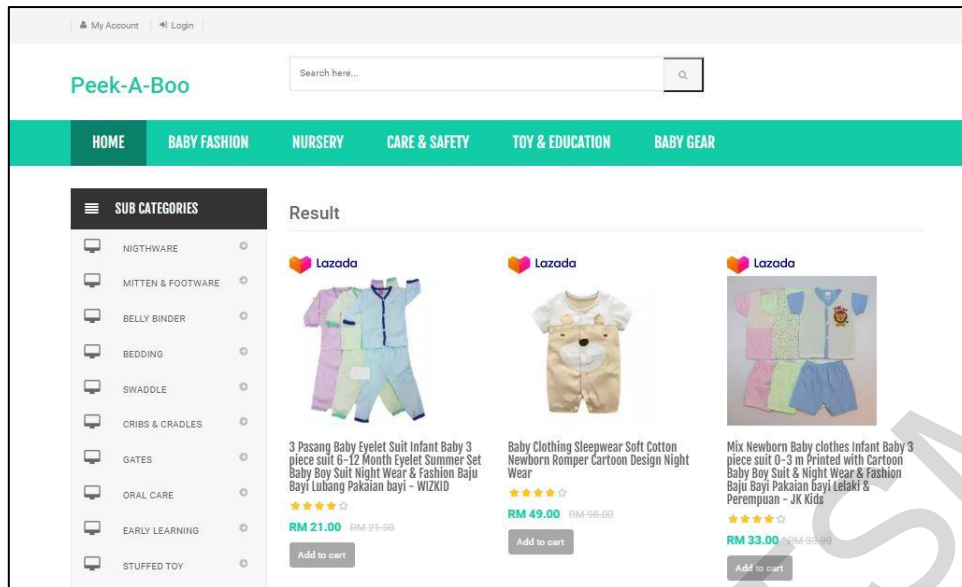 My Account
Login
Peek-A-Boo
Search here...
HOME
BABY FASHION
NURSERY
CARE & SAFETY
TOY & EDUCATION
BABY GEAR
SUB CATEGORIES
NIGTHWARE
MITTEN & FOOTWARE
BELLY BINDER
BEDDING
SWADDLE
CRIBS & CRADLES
GATES
ORAL CARE
EARLY LEARNING
STUFFED TOY
Result
Lazada
3 Pasang Baby Eyelet Suit Infant Baby 3
piece suit 6-12 Month Eyelet Summer Set
Baby Boy Suit Night Wear & Fashion Baju
Bayi Lubang Pakaian bayi - WIZKID
RM 21.00 RM 21.00
Add to cart
Lazada
Baby Clothing Sleepwear Soft Cotton
Newborn Romper Cartoon Design Night
Wear
RM 49.00 RM 98.00
Add to cart
Lazada
Mix Newborn Baby clothes Infant Baby 3
piece suit 0-3 m Printed with Cartoon
Baby Boy Suit & Night Wear & Fashion
Baju Bayi Pakaian bayi Lelaki &
Perempuan - JK Kids
RM 33.00 RM 33.00
Add to cart